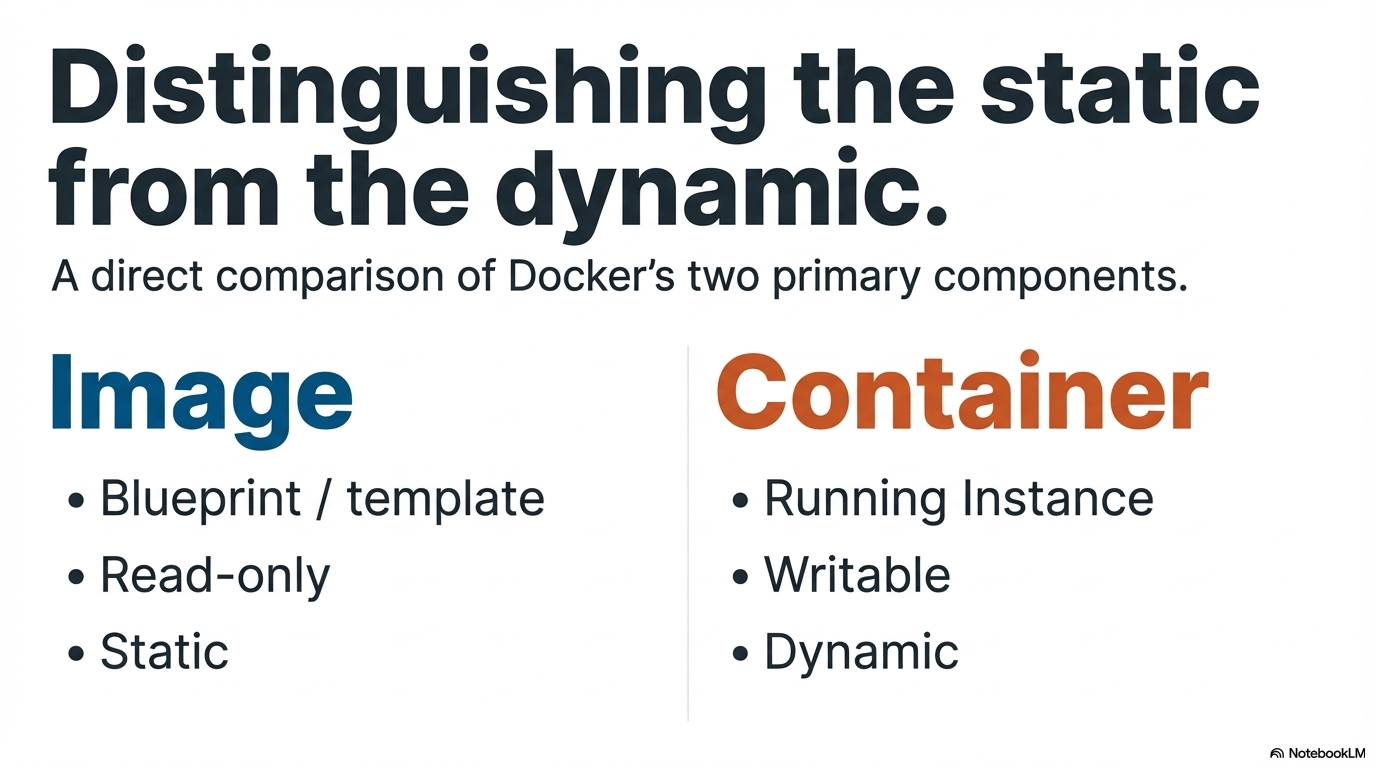 Distinguishing the static
from the dynamic.
A direct comparison of Docker’s two primary components.
Image
• Blueprint / template
• Read-only
• Static
Container
• Running Instance
• Writable
• Dynamic
NotebookLM